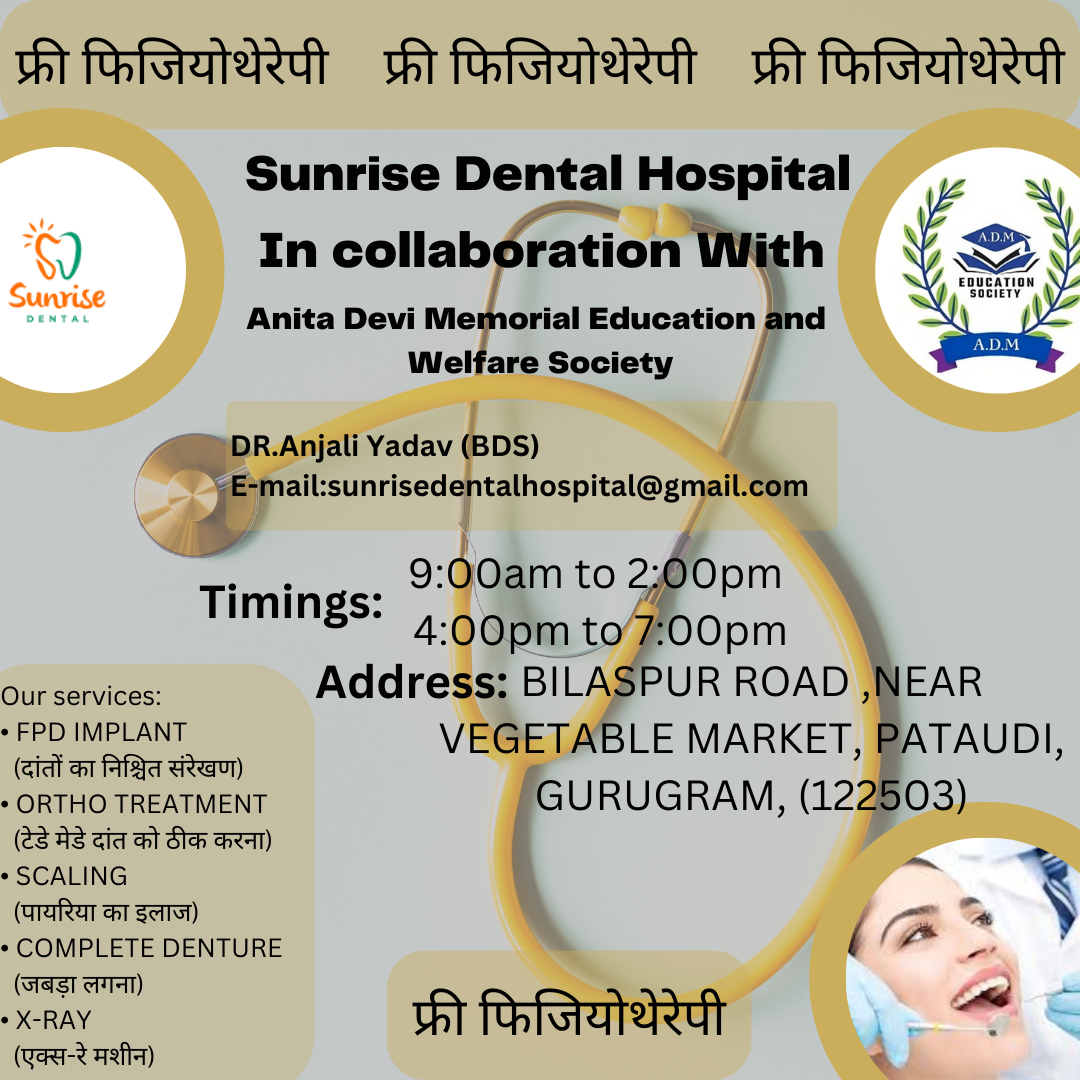 फ्री फिजियोथेरेपी फ्री फिजियोथेरेपी फ्री फिजियोथेरेपी
Sunrise Dental Hospital
In collaboration With
Anita Devi Memorial Education and
Welfare Society
Sunrise
DENTAL
A.D.M
EDUCATION
SOCIETY
A.D.M
DR.Anjali Yadav (BDS)
E-mail:sunrisedentalhospital@gmail.com
Timings:
9:00am to 2:00pm
4:00pm to 7:00pm
Address: BILASPUR ROAD ,NEAR
VEGETABLE MARKET, PATAUDI,
GURUGRAM, (122503)
Our services:
• FPD IMPLANT
(दांतों का निश्चित संरेखण)
• ORTHO TREATMENT
(टेडे मेडे दांत को ठीक करना)
• SCALING
(पायरिया का इलाज)
• COMPLETE DENTURE
(जबड़ा लगना)
• X-RAY
(एक्स-रे मशीन)
फ्री फिजियोथेरेपी